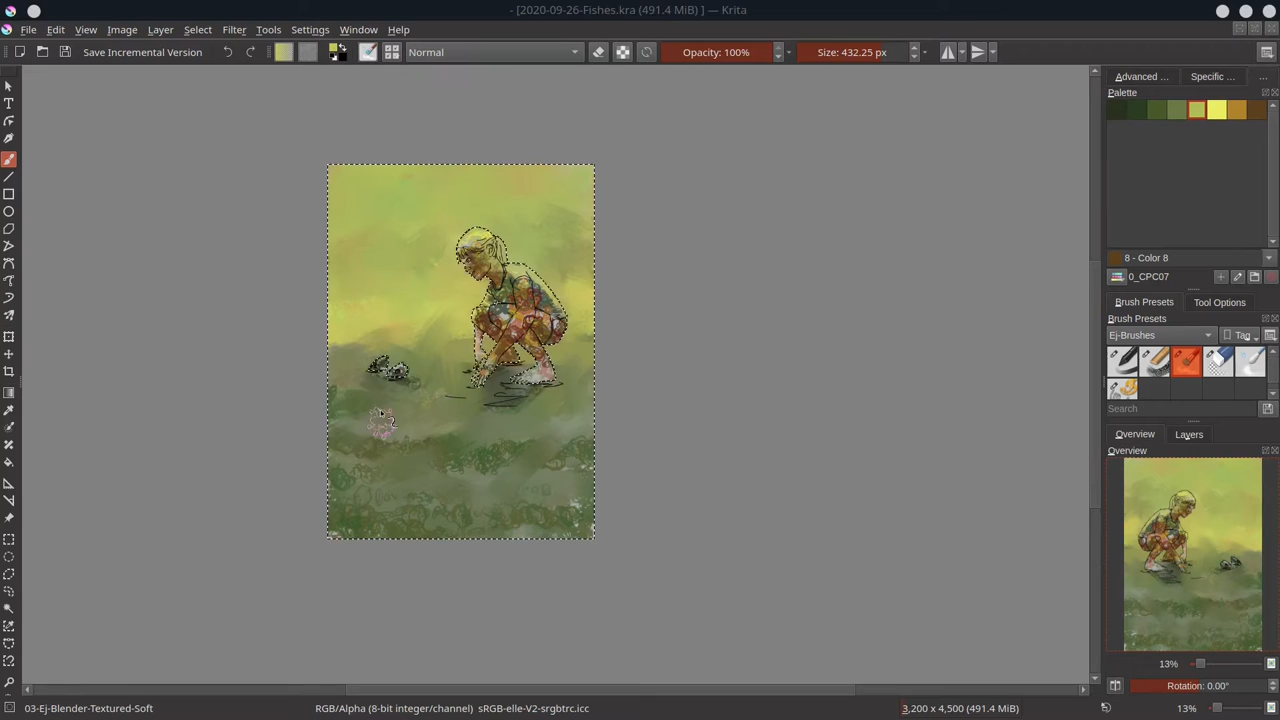 - [2020-09-26-Fishes.kra (491.4 MiB) ] — Krita
File Edit View Image Layer Select Filter Tools Settings Window Help
Save Incremental Version Normal Opacity: 100% Size: 432.25 px
Advanced ... Specific ... ...
Palette
8 - Color 8
0_CPC07
Brush Presets Tool Options
Brush Presets
Ej-Brushes Tag
Search
Overview Layers
Overview
13%
Rotation: 0.00°
03-Ej-Blender-Textured-Soft RGB/Alpha (8-bit integer/channel) sRGB-elle-V2-srgbtrc.icc 3,200 x 4,500 (491.4 MiB) 13%